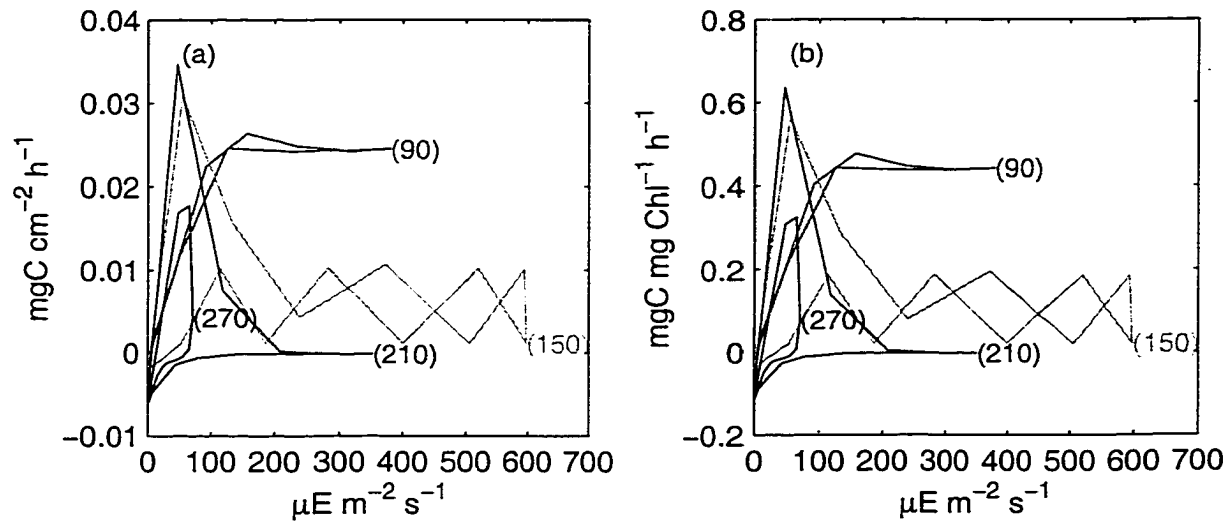 (a)
0.04
0.03
0.02
0.01
0
−0.01
mgC cm⁻² h⁻¹
(90)
(270)
(210)
(150)
0 100 200 300 400 500 600 700
μE m⁻² s⁻¹
(b)
0.8
0.6
0.4
0.2
0
−0.2
mgC mg Chl⁻¹ h⁻¹
(90)
(270)
(210)
(150)
0 100 200 300 400 500 600 700
μE m⁻² s⁻¹